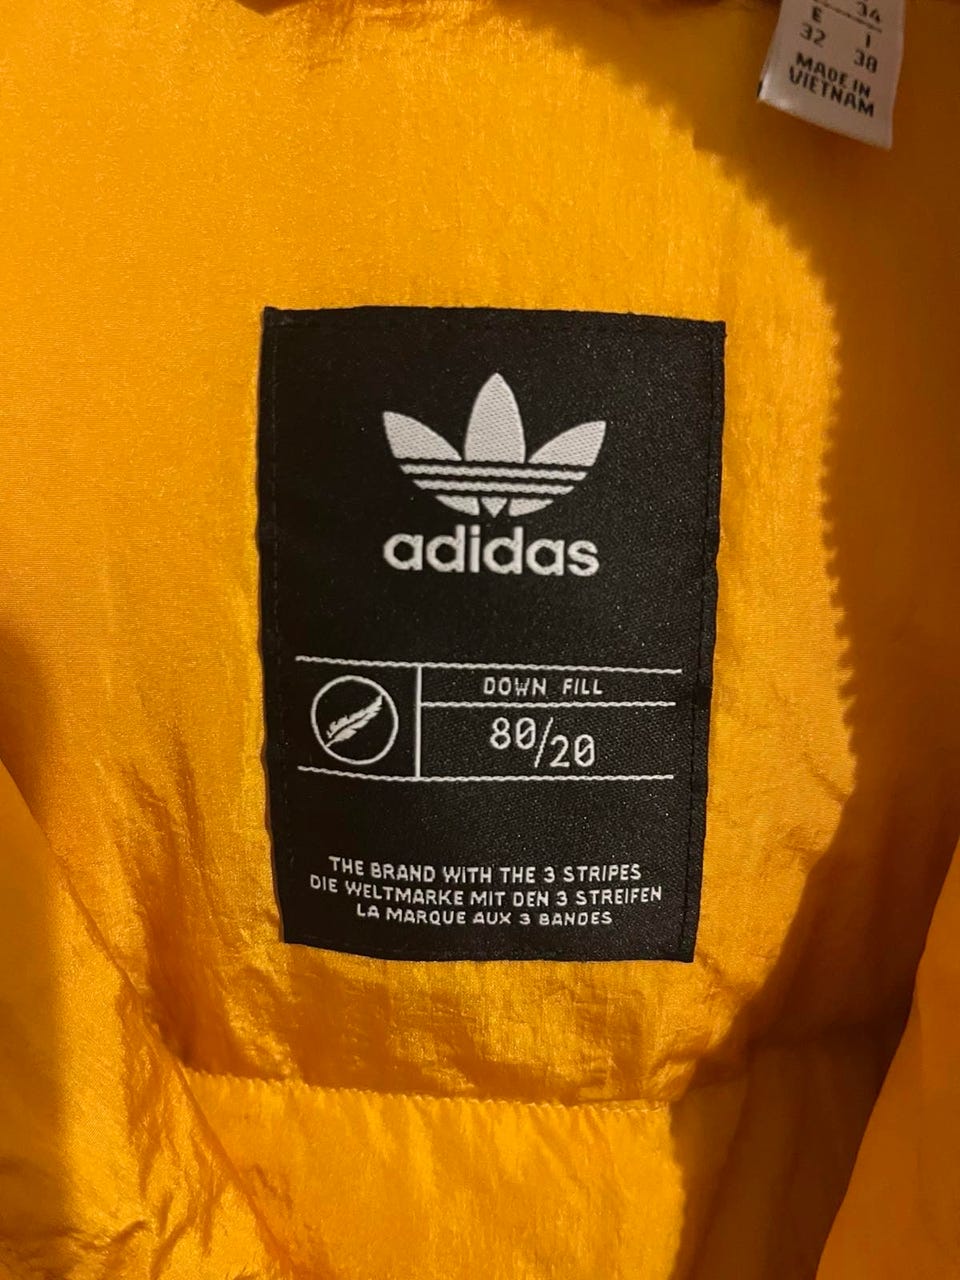 34
E I
32 38
MADE IN
VIETNAM
adidas
DOWN FILL
80/20
THE BRAND WITH THE 3 STRIPES
DIE WELTMARKE MIT DEN 3 STREIFEN
LA MARQUE AUX 3 BANDES